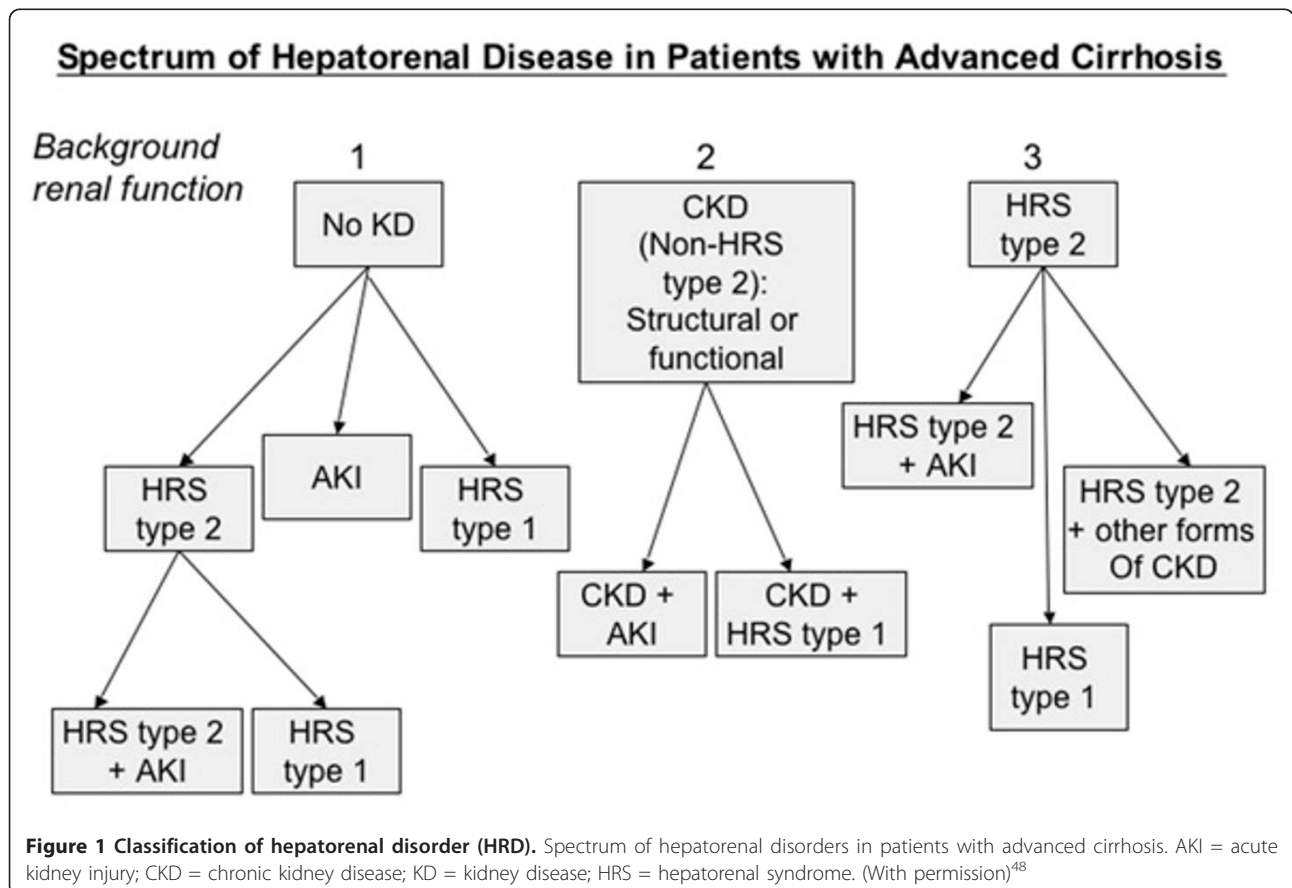 Spectrum of Hepatorenal Disease in Patients with Advanced Cirrhosis
Background
renal function
1
No KD
HRS
type 2
AKI
HRS
type 1
HRS type 2
+ AKI
HRS
type 1
2
CKD
(Non-HRS
type 2):
Structural or
functional
CKD +
AKI
CKD +
HRS type 1
3
HRS
type 2
HRS type 2
+ AKI
HRS
type 1
HRS type 2
+ other forms
Of CKD
Figure 1 Classification of hepatorenal disorder (HRD). Spectrum of hepatorenal disorders in patients with advanced cirrhosis. AKI = acute
kidney injury; CKD = chronic kidney disease; KD = kidney disease; HRS = hepatorenal syndrome. (With permission)48